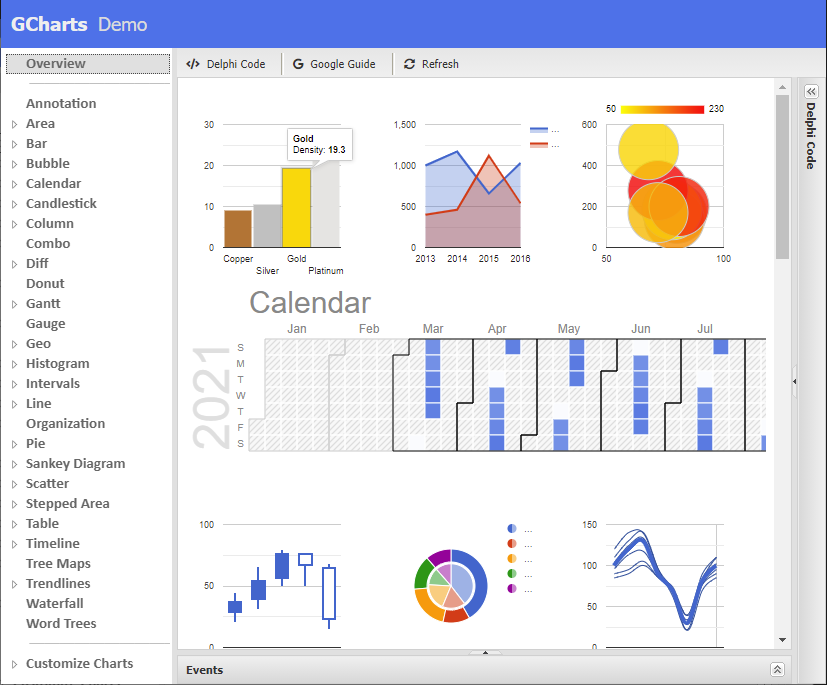 GCharts Demo
Overview
Annotation
Area
Bar
Bubble
Calendar
Candlestick
Column
Combo
Diff
Donut
Gantt
Gauge
Geo
Histogram
Intervals
Line
Organization
Pie
Sankey Diagram
Scatter
Stepped Area
Table
Timeline
Tree Maps
Trendlines
Waterfall
Word Trees
Customize Charts
</> Delphi Code
G Google Guide
Refresh
Delphi Code
30
20
10
0
Gold
Density: 19.3
Copper
Silver
Gold
Platinum
1,500
1,000
500
0
...
...
2013 2014 2015 2016
50 230
600
400
200
0
50 100
Calendar
Jan Feb Mar Apr May Jun Jul
2021
S
M
T
W
T
F
S
100
50
0
...
...
...
...
...
150
100
50
0
Events